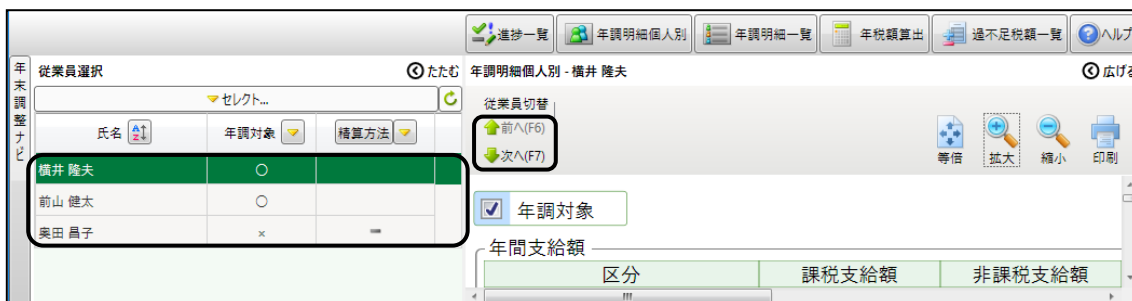 進捗一覧 年調明細個人別 年調明細一覧 年税額算出 過不足税額一覧 ヘルプ
年末調整ナビ
従業員選択 たたむ
セレクト...
氏名 年調対象 精算方法
横井 隆夫 ○
前山 健太 ○
奥田 昌子 × ー
年調明細個人別 - 横井 隆夫 広げる
従業員切替
前へ(F6)
次へ(F7)
等倍 拡大 縮小 印刷
年調対象
年間支給額
区分 課税支給額 非課税支給額